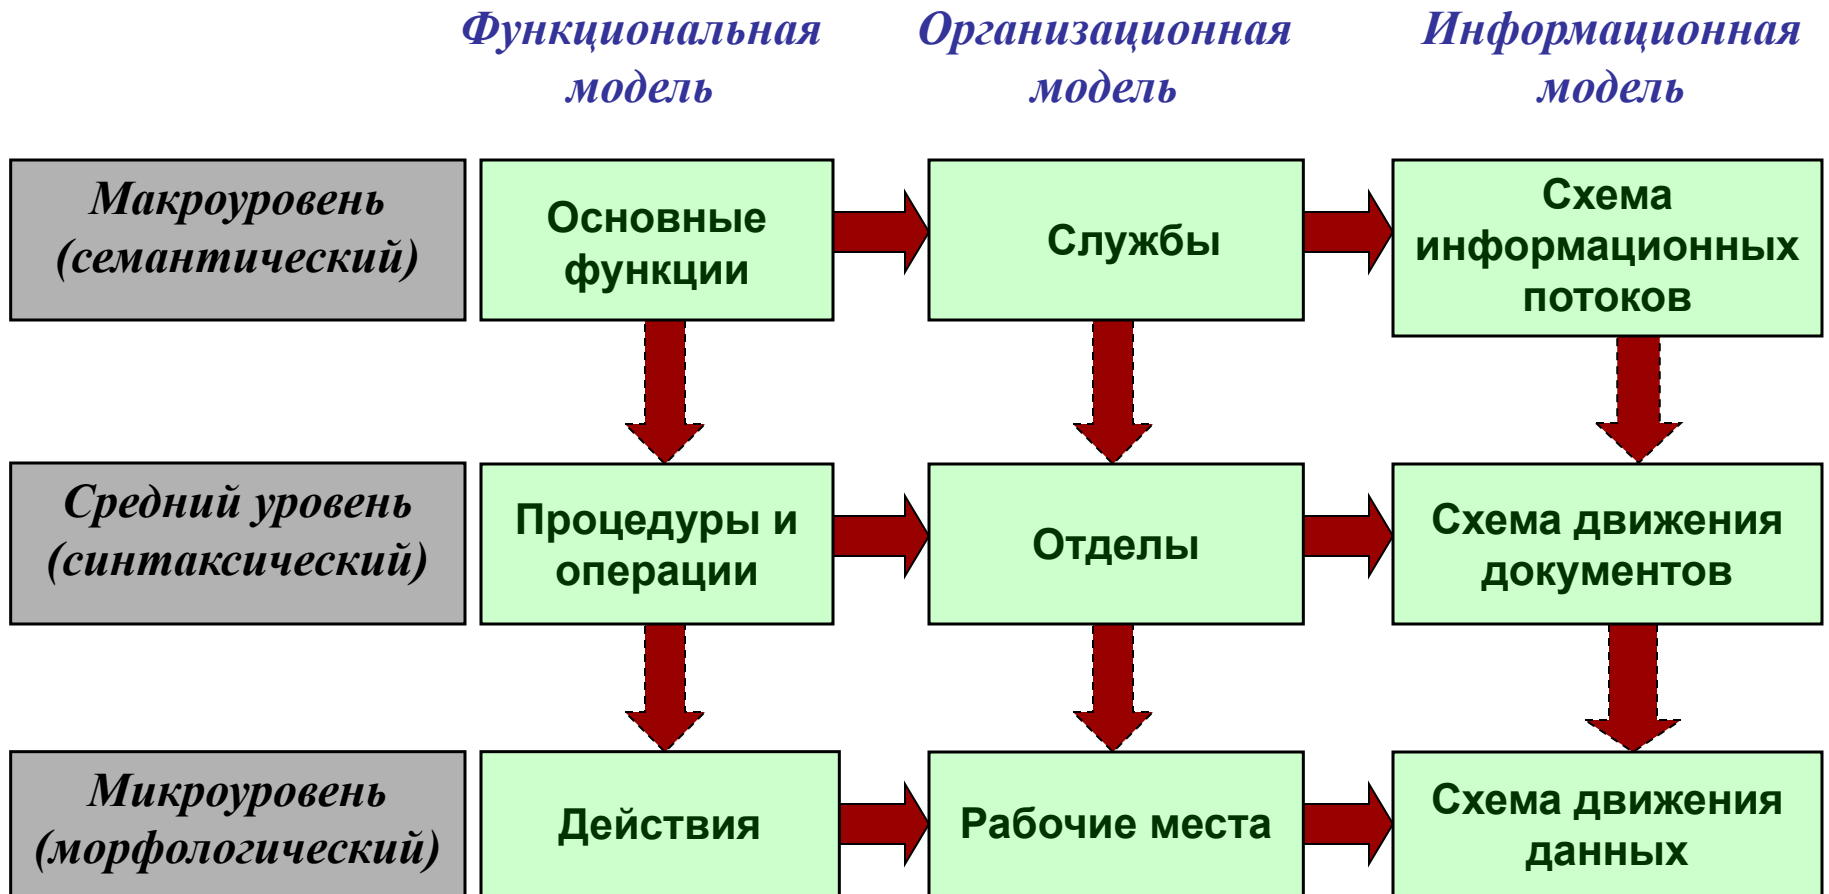 Функциональная
модель
Организационная
модель
Информационная
модель
Макроуровень
(семантический)
Основные
функции
Службы
Схема
информационных
потоков
Средний уровень
(синтаксический)
Процедуры и
операции
Отделы
Схема движения
документов
Микроуровень
(морфологический)
Действия
Рабочие места
Схема движения
данных